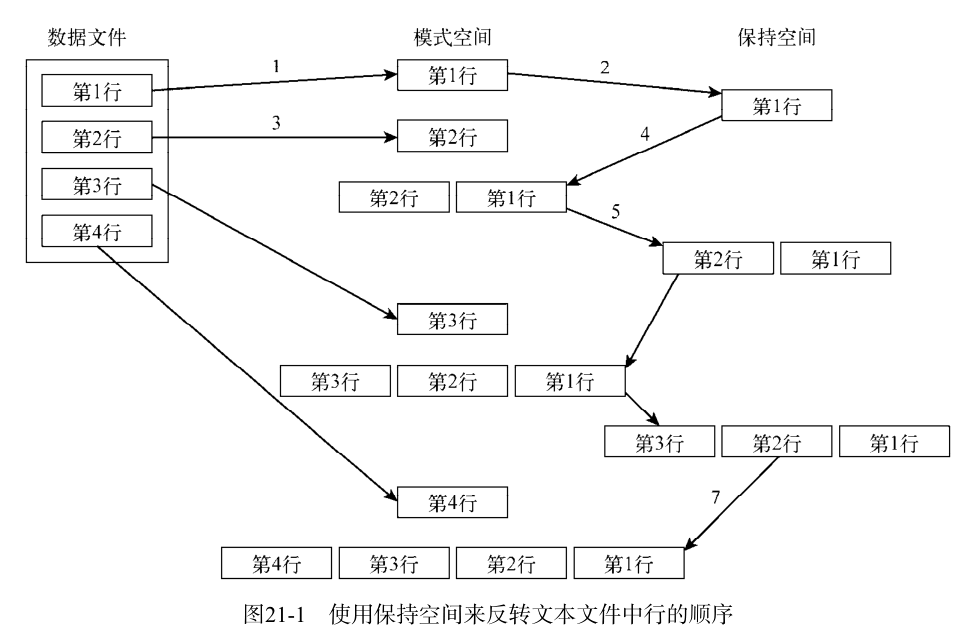 数据文件 模式空间 保持空间
第1行 1 第1行 2 第1行
第2行 3 第2行 4
第3行 第2行 第1行 5
第4行 第2行 第1行
第3行
第3行 第2行 第1行
第3行 第2行 第1行
第4行 7
第4行 第3行 第2行 第1行
图21-1 使用保持空间来反转文本文件中行的顺序